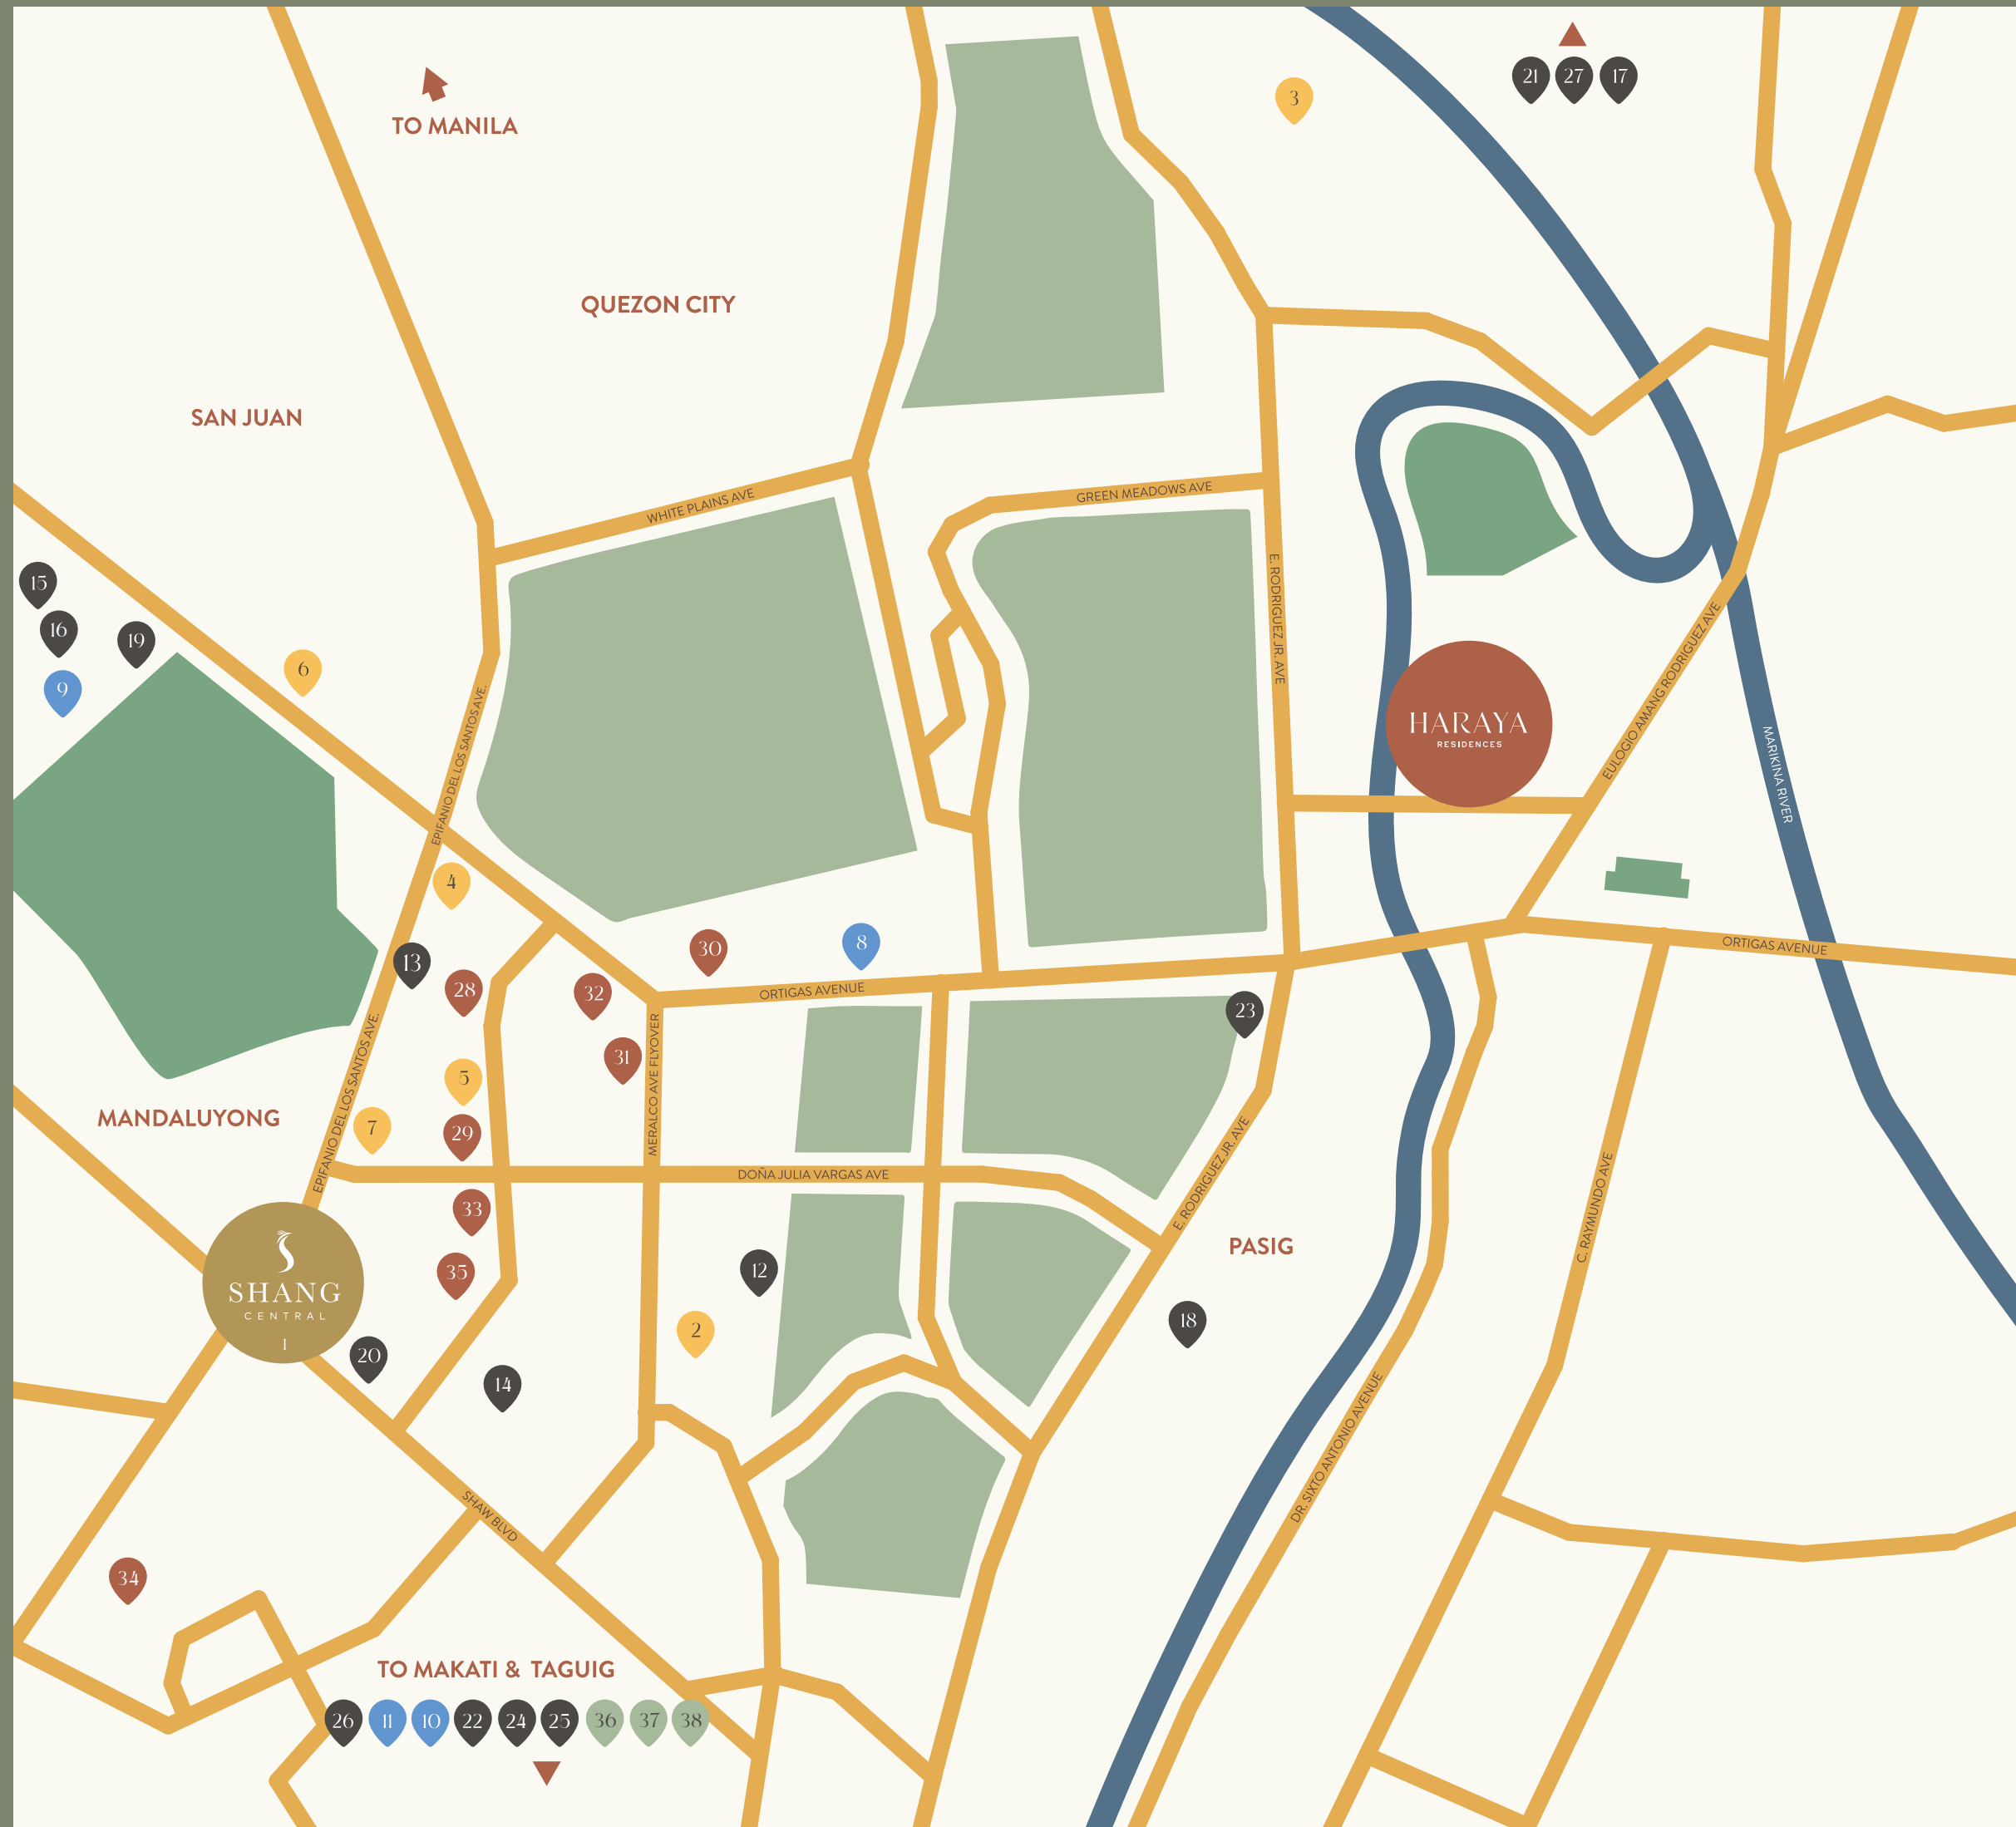 21
27
17
3
TO MANILA
QUEZON CITY
SAN JUAN
WHITE PLAINS AVE
GREEN MEADOWS AVE
E. RODRIGUEZ JR. AVE
15
16
19
9
6
EULOGIO AMANG RODRIGUEZ AVE
HARAYA
RESIDENCES
MARIKINA RIVER
EPIFANIO DEL LOS SANTOS AVE.
4
13
28
32
30
8
ORTIGAS AVENUE
ORTIGAS AVENUE
23
31
5
7
29
MERALCO AVE FLYOVER
MANDALUYONG
EPIFANIO DEL LOS SANTOS AVE.
DOÑA JULIA VARGAS AVE
E. RODRIGUEZ JR. AVE
C. RAYMUNDO AVE
33
35
PASIG
SHANG
CENTRAL
1
12
2
18
20
14
DR. SIXTO ANTONIO AVENUE
SHAW BLVD
34
TO MAKATI & TAGUIG
26
11
10
22
24
25
36
37
38